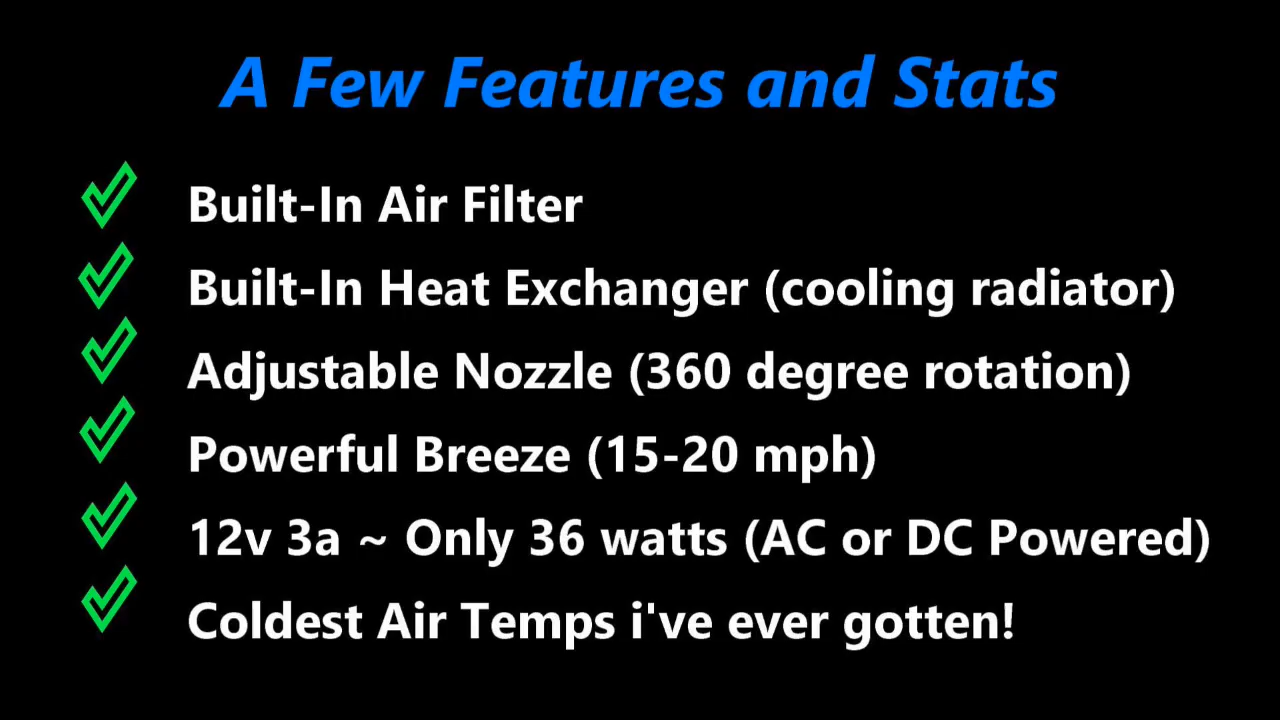 A Few Features and Stats
Built-In Air Filter
Built-In Heat Exchanger (cooling radiator)
Adjustable Nozzle (360 degree rotation)
Powerful Breeze (15-20 mph)
12v 3a ~ Only 36 watts (AC or DC Powered)
Coldest Air Temps i've ever gotten!